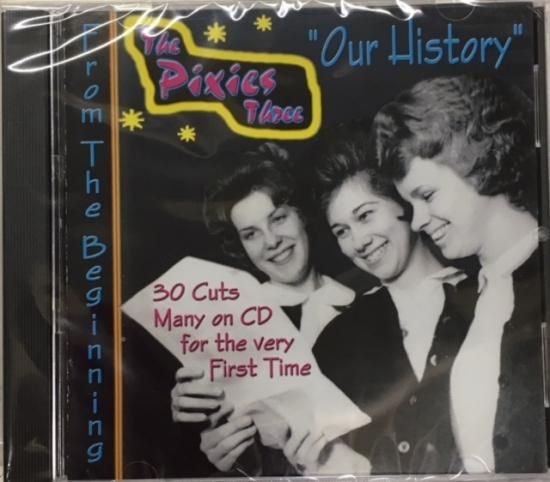 From The Beginning
The
Pixies
Three
"Our History"
30 Cuts
Many on CD
for the very
First Time